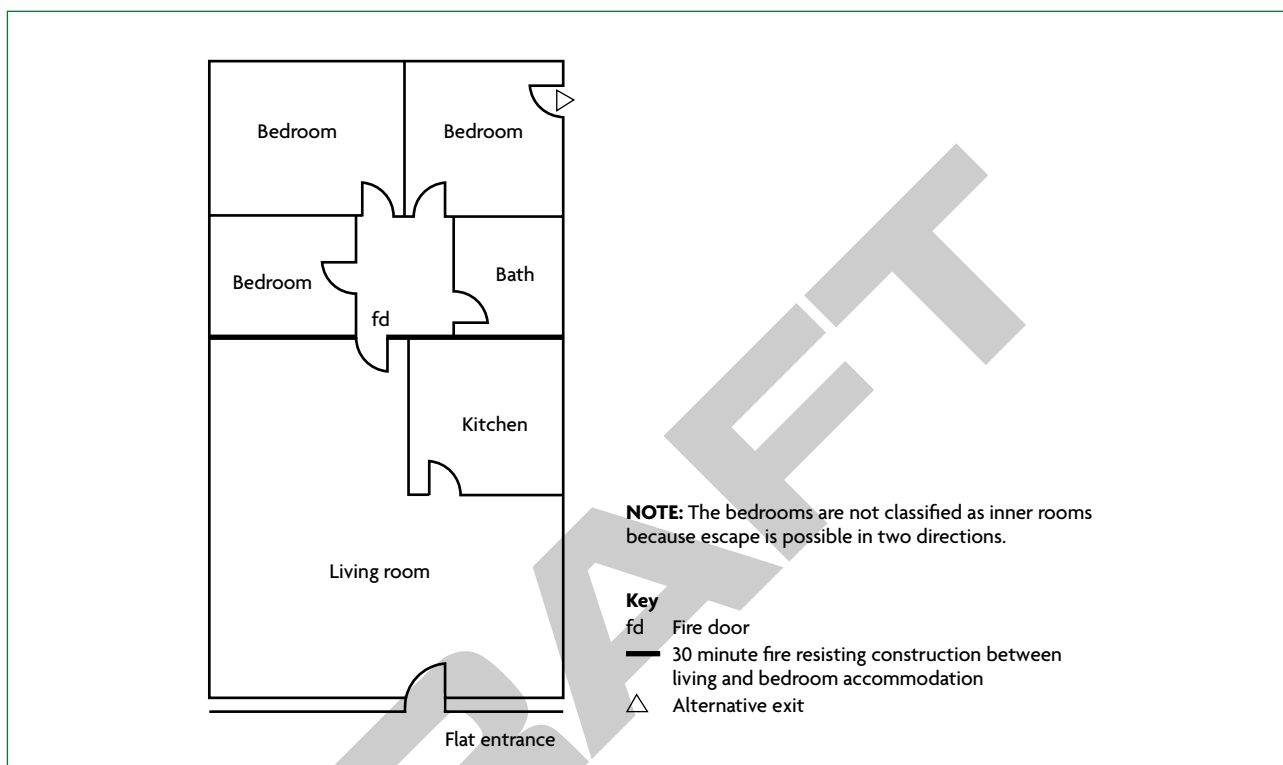 Bedroom
Bedroom
Bedroom
Bath
fd
Kitchen
Living room
Flat entrance
NOTE: The bedrooms are not classified as inner rooms
because escape is possible in two directions.
Key
fd Fire door
30 minute fire resisting construction between
living and bedroom accommodation
Alternative exit
RAFT